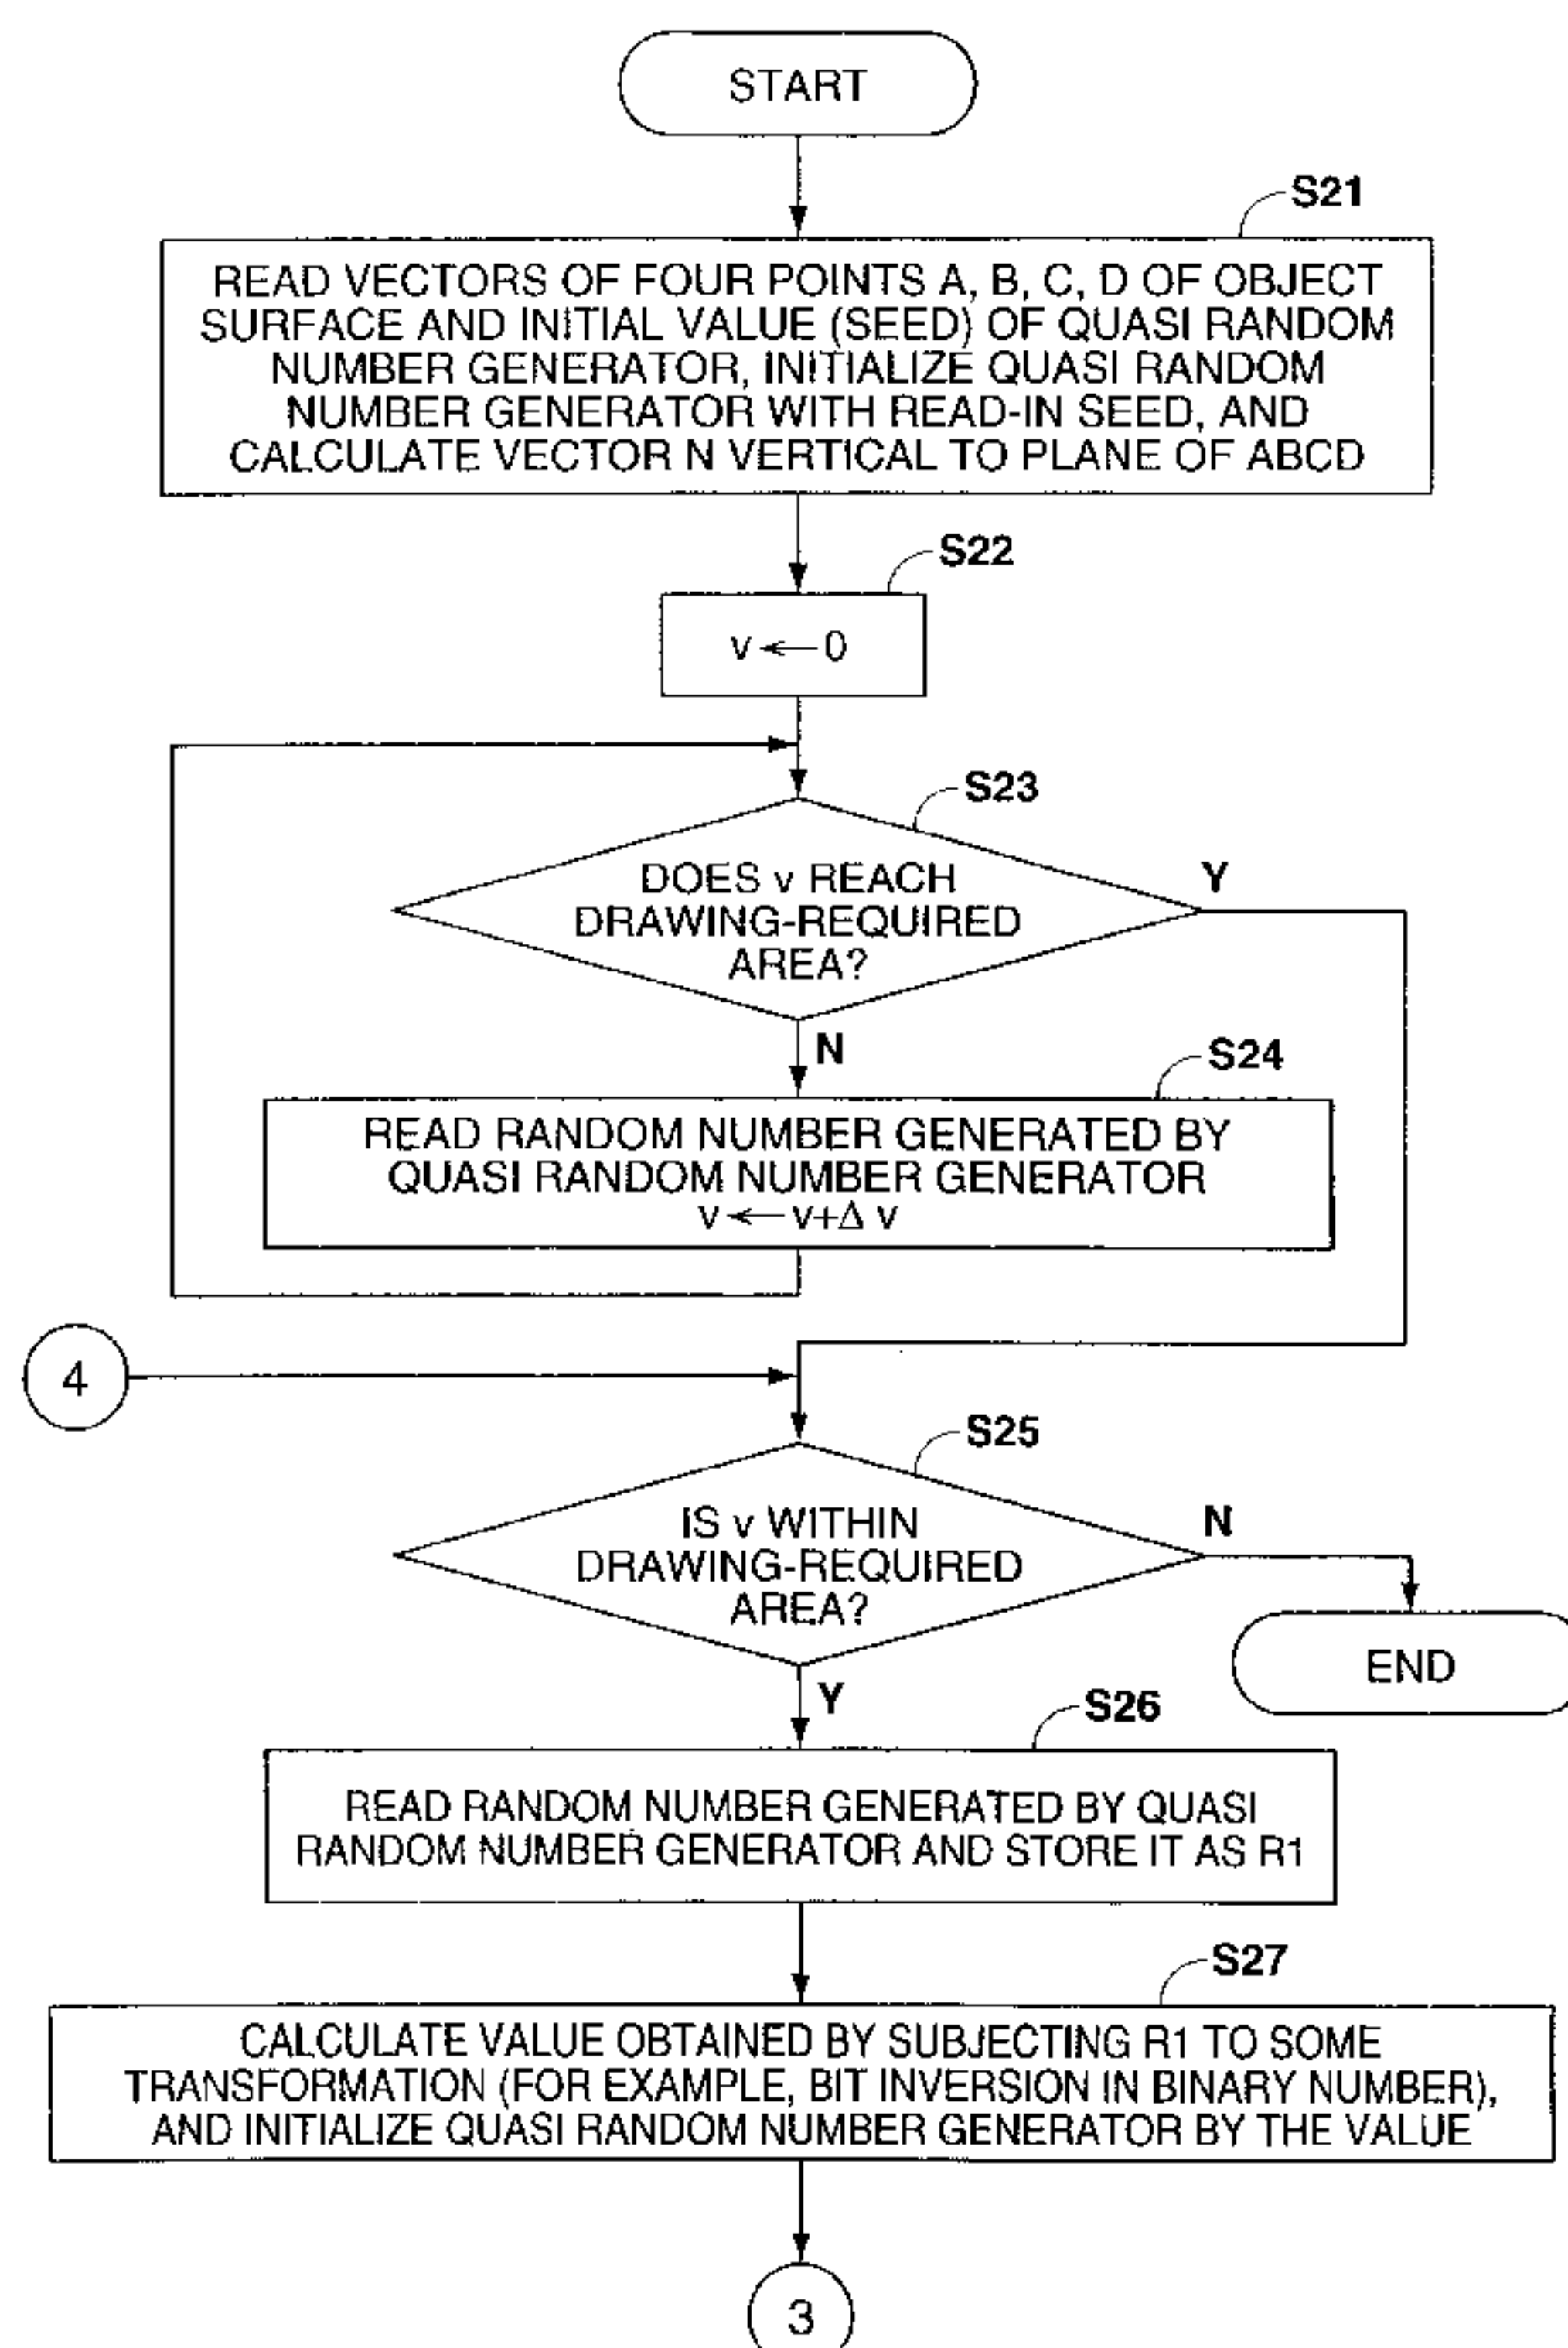 START
S21
READ VECTORS OF FOUR POINTS A, B, C, D OF OBJECT
SURFACE AND INITIAL VALUE (SEED) OF QUASI RANDOM
NUMBER GENERATOR, INITIALIZE QUASI RANDOM
NUMBER GENERATOR WITH READ-IN SEED, AND
CALCULATE VECTOR N VERTICAL TO PLANE OF ABCD
S22
v ← 0
S23
DOES v REACH
DRAWING-REQUIRED
AREA?
Y
N
S24
READ RANDOM NUMBER GENERATED BY
QUASI RANDOM NUMBER GENERATOR
v ← v+Δ v
4
S25
IS v WITHIN
DRAWING-REQUIRED
AREA?
N
END
Y
S26
READ RANDOM NUMBER GENERATED BY QUASI
RANDOM NUMBER GENERATOR AND STORE IT AS R1
S27
CALCULATE VALUE OBTAINED BY SUBJECTING R1 TO SOME
TRANSFORMATION (FOR EXAMPLE, BIT INVERSION IN BINARY NUMBER),
AND INITIALIZE QUASI RANDOM NUMBER GENERATOR BY THE VALUE
3